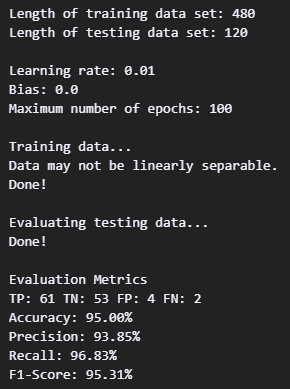 Length of training data set: 480
Length of testing data set: 120
Learning rate: 0.01
Bias: 0.0
Maximum number of epochs: 100
Training data...
Data may not be linearly separable.
Done!
Evaluating testing data...
Done!
Evaluation Metrics
TP: 61 TN: 53 FP: 4 FN: 2
Accuracy: 95.00%
Precision: 93.85%
Recall: 96.83%
F1-Score: 95.31%